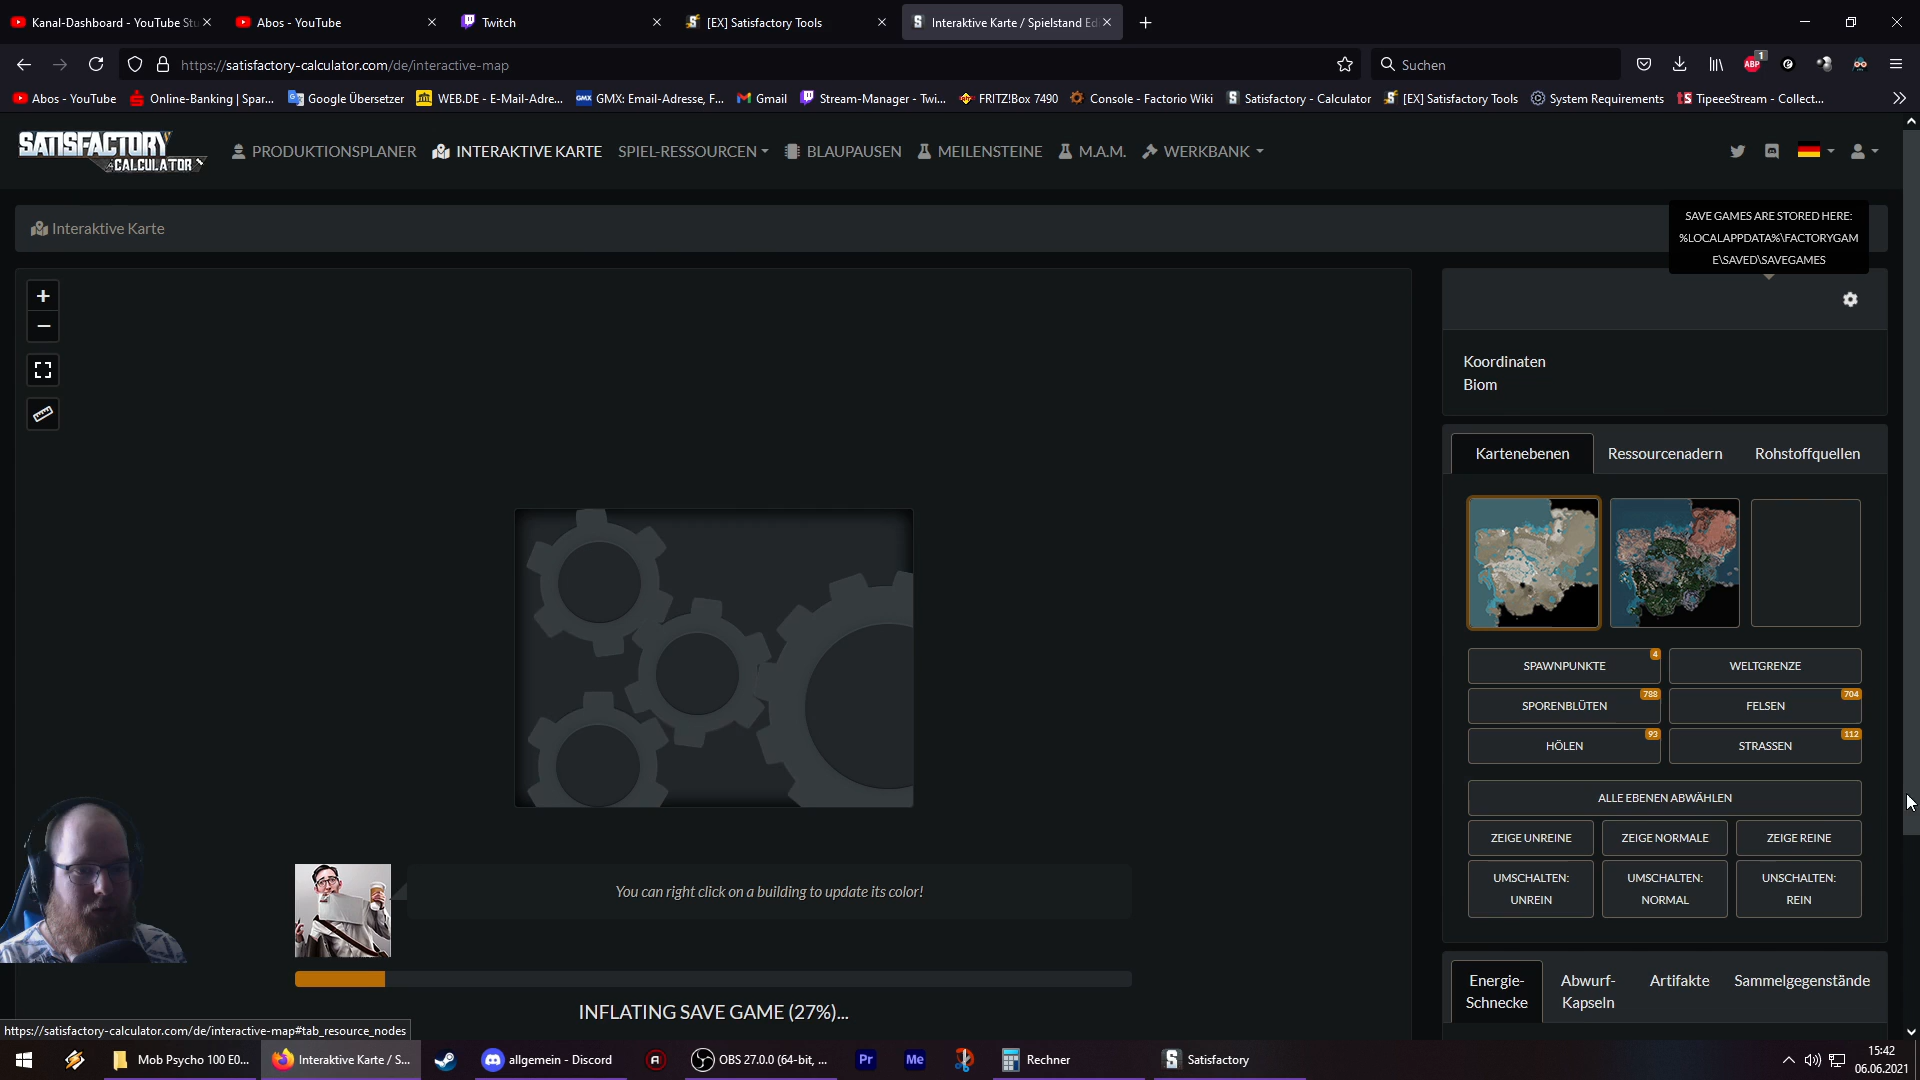 Kanal-Dashboard - YouTube Stu
Abos - YouTube
Twitch
[EX] Satisfactory Tools
Interaktive Karte / Spielstand Ed
https://satisfactory-calculator.com/de/interactive-map
Suchen
1
Abos - YouTube
Online-Banking | Spar...
Google Übersetzer
WEB.DE - E-Mail-Adre...
GMX: Email-Adresse, F...
Gmail
Stream-Manager - Twi...
FRITZ!Box 7490
Console - Factorio Wiki
Satisfactory - Calculator
[EX] Satisfactory Tools
System Requirements
TipeeeStream - Collect...
SATISFACTORY
CALCULATOR
PRODUKTIONSPLANER
INTERAKTIVE KARTE
SPIEL-RESSOURCEN
BLAUPAUSEN
MEILENSTEINE
M.A.M.
WERKBANK
Interaktive Karte
SAVE GAMES ARE STORED HERE:
%LOCALAPPDATA%\FACTORYGAM
E\SAVED\SAVEGAMES
Koordinaten
Biom
Kartenebenen
Ressourcenadern
Rohstoffquellen
SPAWNPUNKTE
4
WELTGRENZE
SPORENBLÜTEN
788
FELSEN
704
HÖLEN
93
STRASSEN
112
ALLE EBENEN ABWÄHLEN
ZEIGE UNREINE
ZEIGE NORMALE
ZEIGE REINE
UMSCHALTEN:
UNREIN
UMSCHALTEN:
NORMAL
UNSCHALTEN:
REIN
Energie-
Schnecke
Abwurf-
Kapseln
Artifakte
Sammelgegenstände
You can right click on a building to update its color!
INFLATING SAVE GAME (27%)...
https://satisfactory-calculator.com/de/interactive-map#tab_resource_nodes
Mob Psycho 100 E0...
Interaktive Karte / S...
allgemein - Discord
OBS 27.0.0 (64-bit, ...
Pr
Me
Rechner
Satisfactory
15:42
06.06.2021